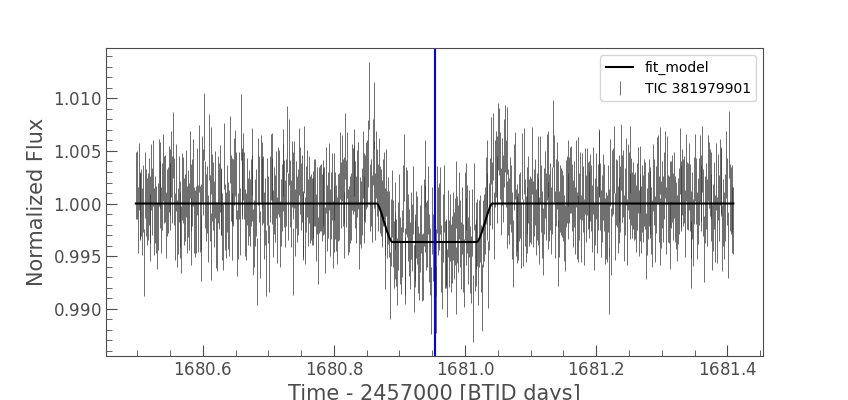 fit_model
TIC 381979901
1.010
1.005
1.000
0.995
0.990
Normalized Flux
1680.6 1680.8 1681.0 1681.2 1681.4
Time - 2457000 [BTJD days]